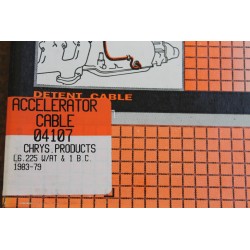 DETENT CABLE
ACCELERATOR
CABLE
04107
CHRYS.PRODUCTS
L6.225 W/AT & 1 B.C.
1983-79